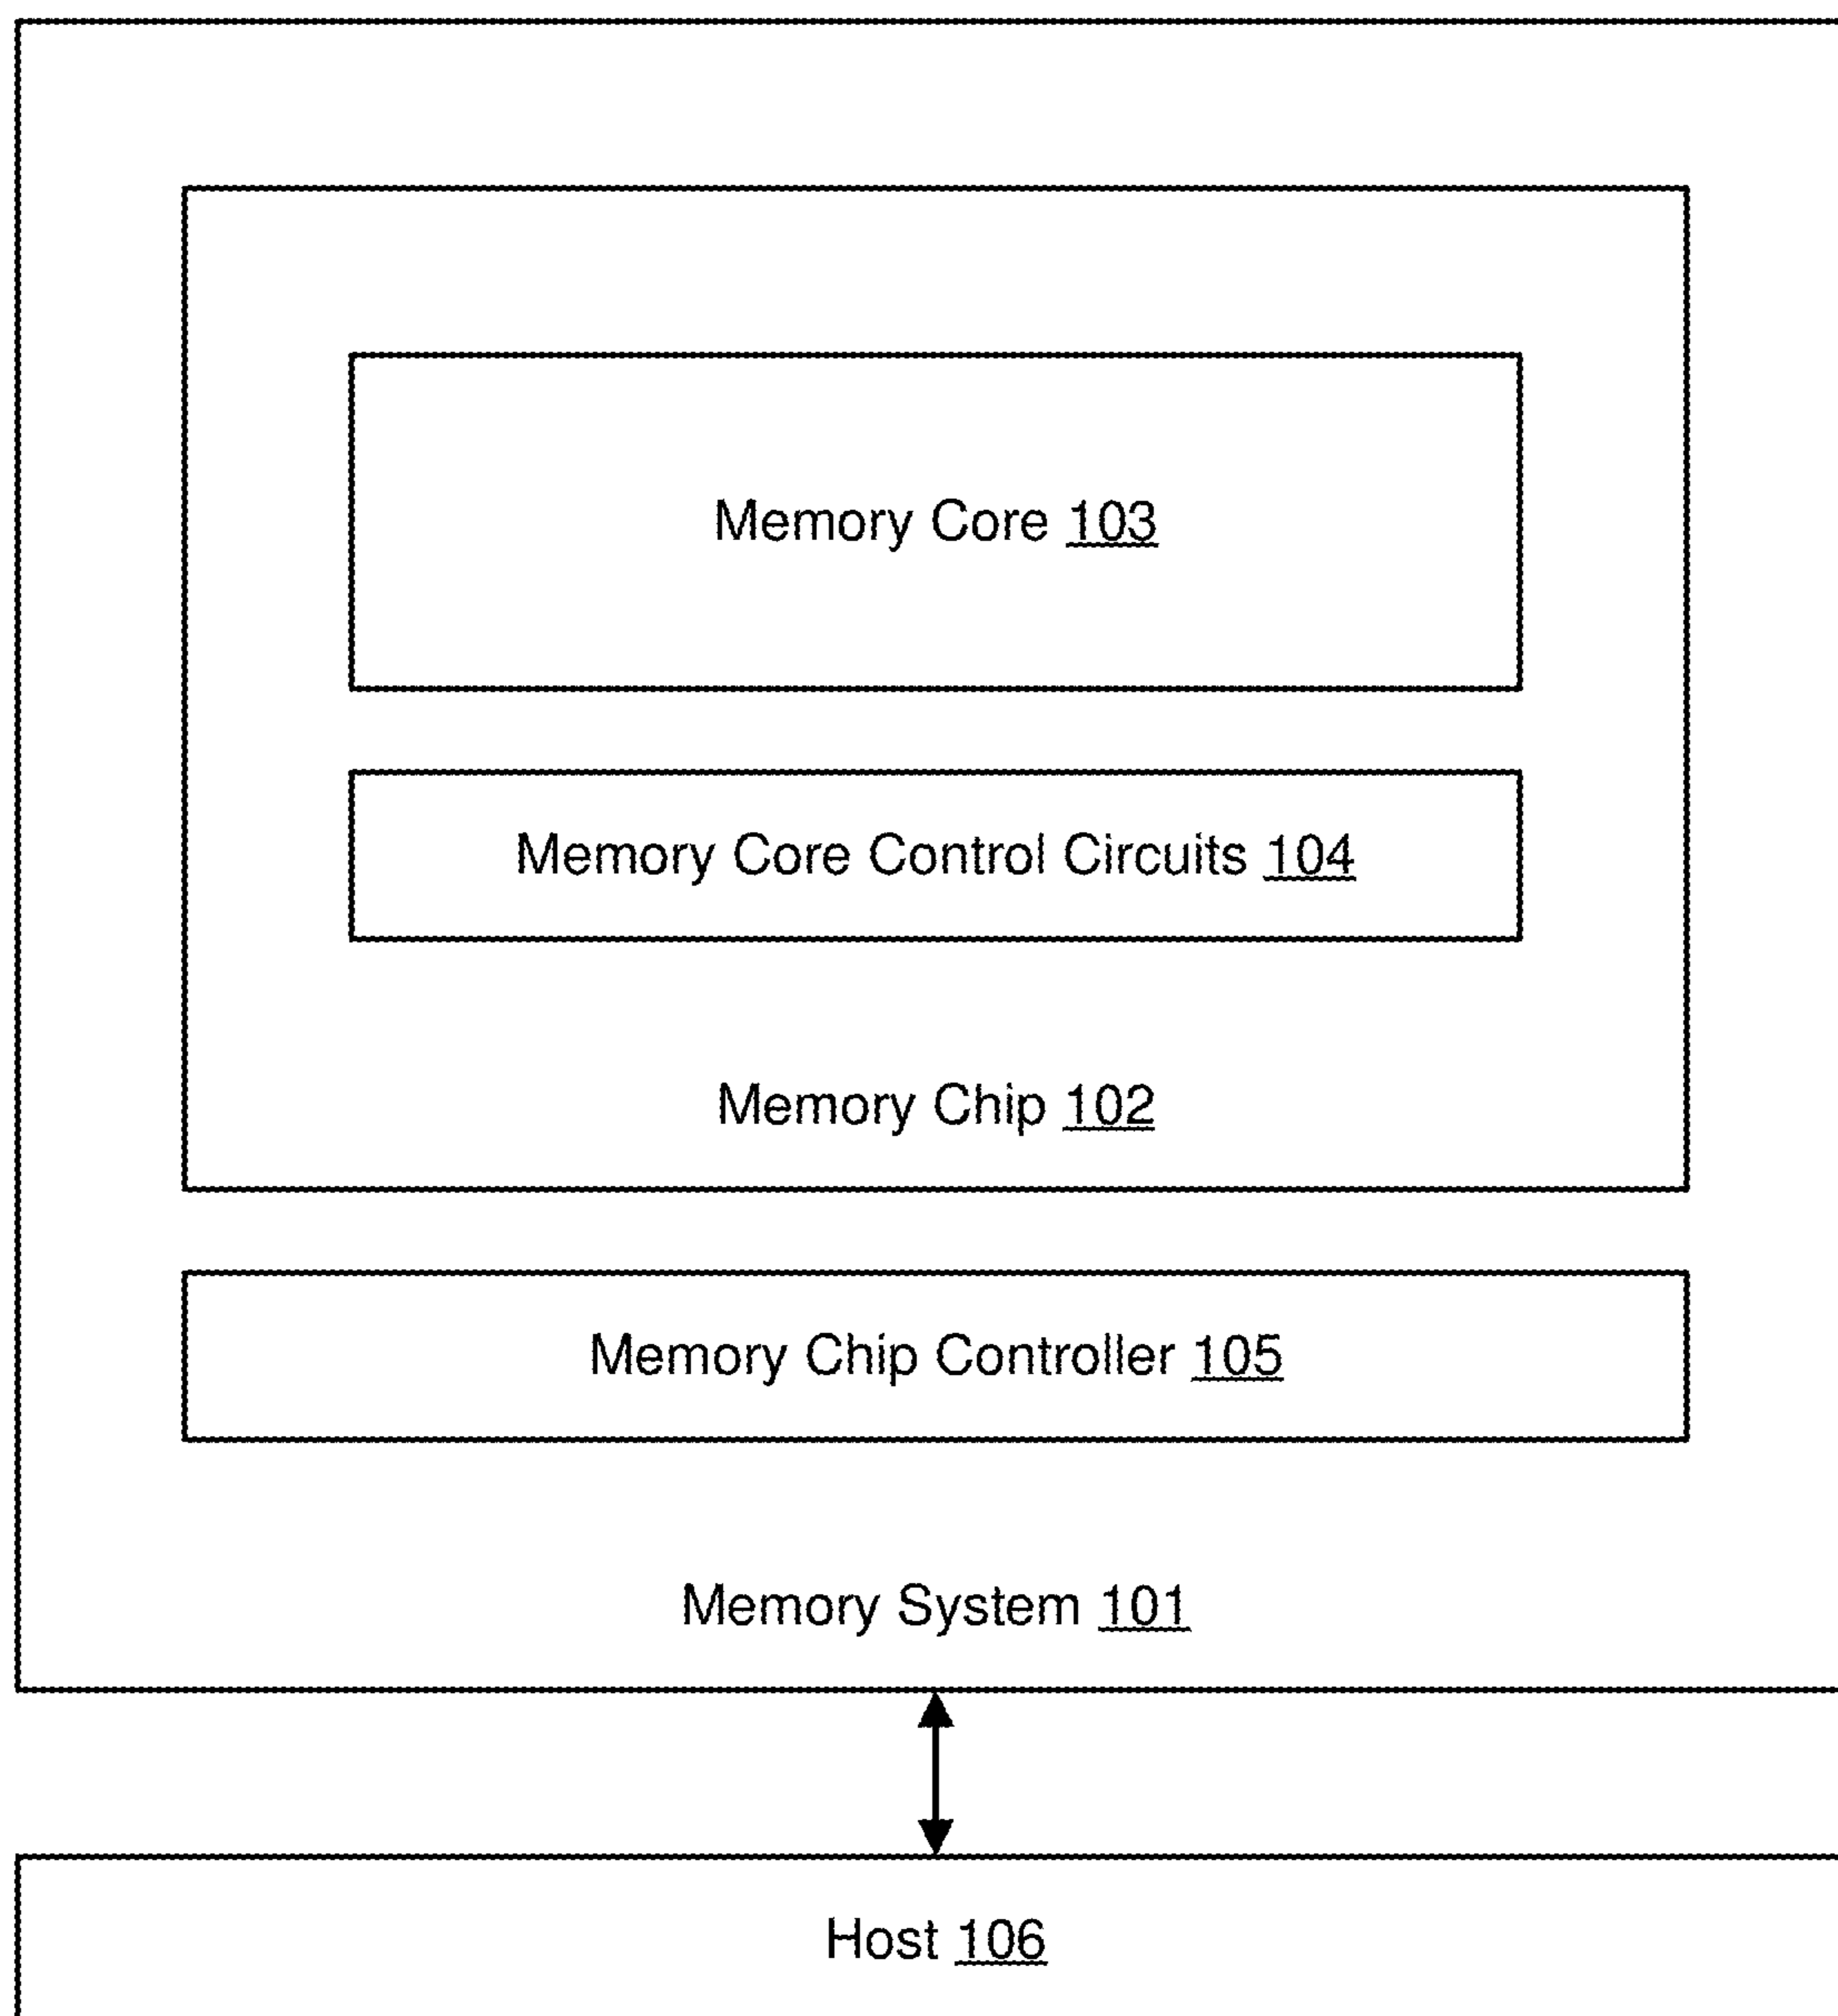 Memory Core 103
Memory Core Control Circuits 104
Memory Chip 102
Memory Chip Controller 105
Memory System 101
Host 106